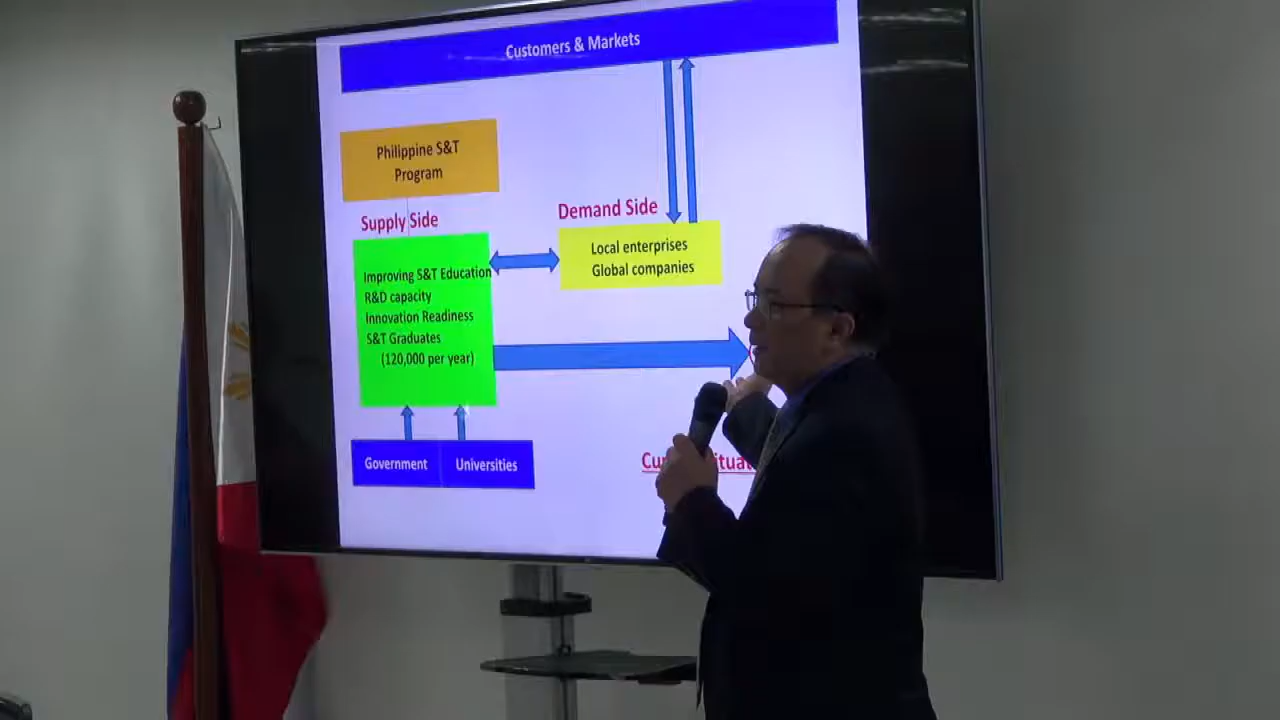 Customers & Markets
Philippine S&T
Program
Supply Side
Demand Side
Local enterprises
Global companies
Improving S&T Education
R&D capacity
Innovation Readiness
S&T Graduates
(120,000 per year)
Government
Universities